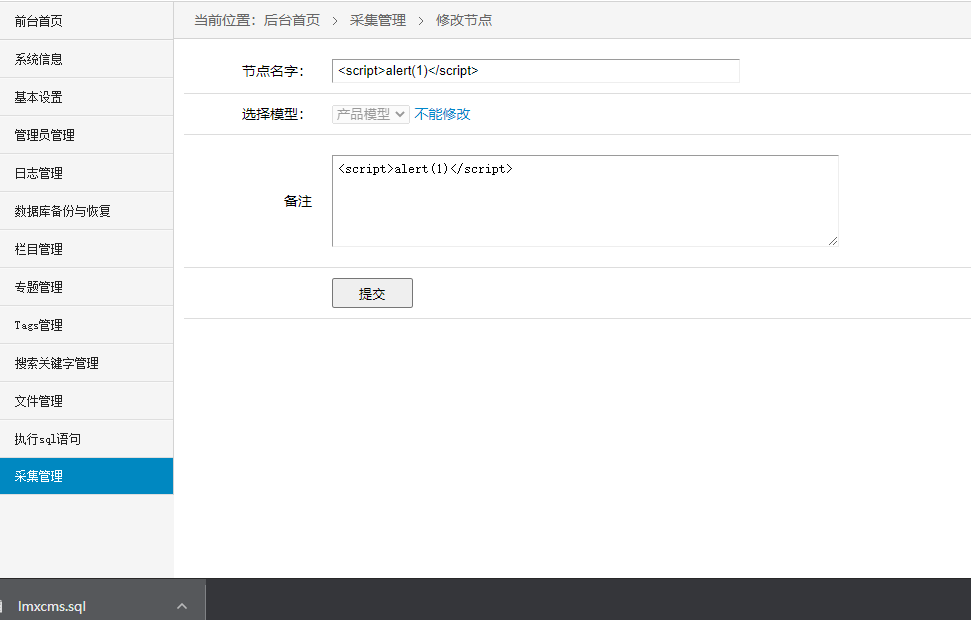 前台首页
系统信息
基本设置
管理员管理
日志管理
数据库备份与恢复
栏目管理
专题管理
Tags管理
搜索关键字管理
文件管理
执行sql语句
采集管理
当前位置：后台首页 > 采集管理 > 修改节点
节点名字： <script>alert(1)</script>
选择模型： 产品模型 不能修改
备注 <script>alert(1)</script>
提交
lmxcms.sql